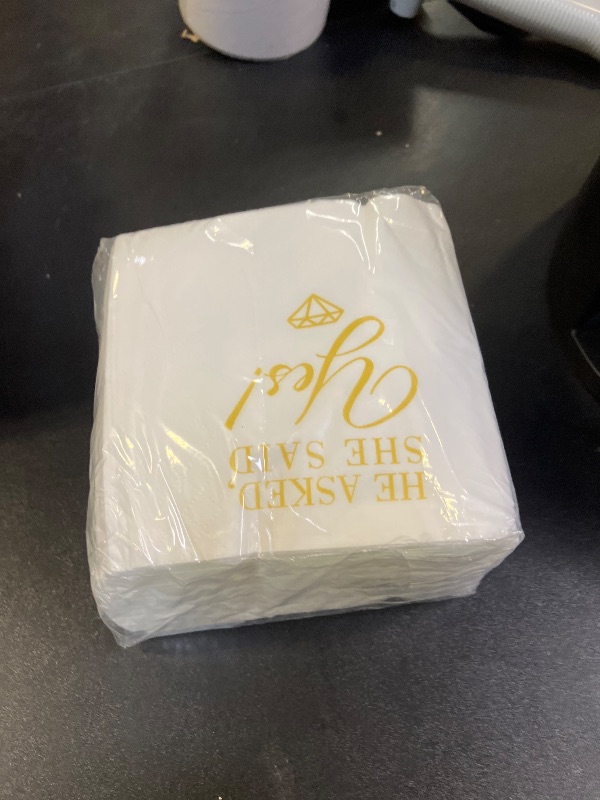 HE ASKED,
SHE SAID
Yes!